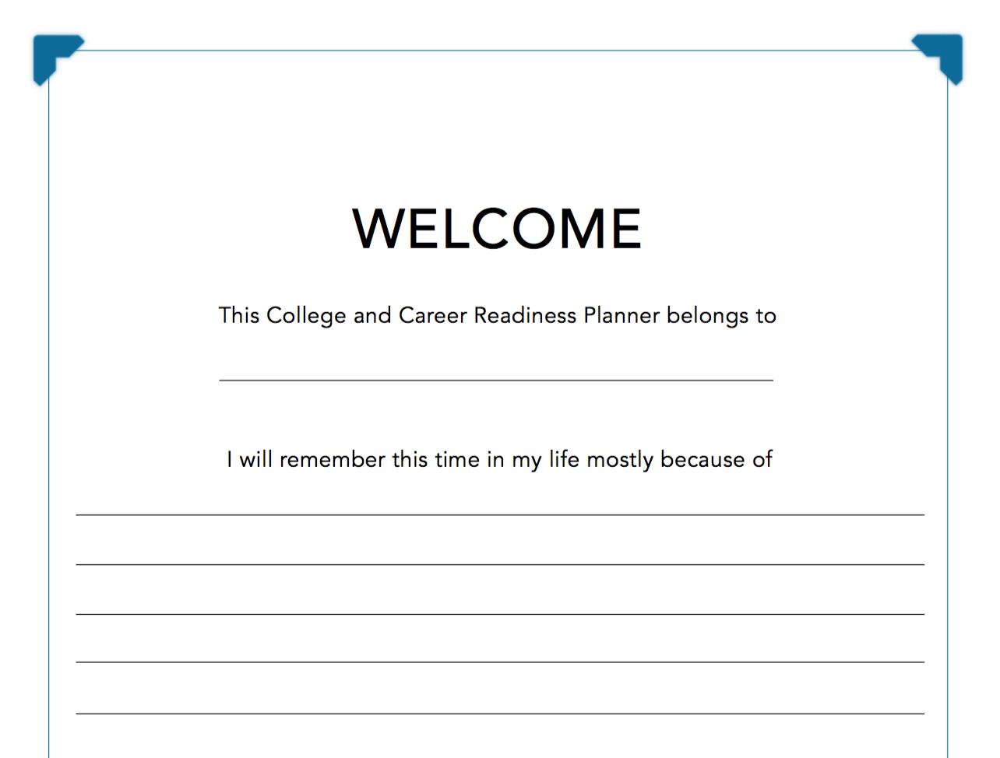 WELCOME
This College and Career Readiness Planner belongs to
I will remember this time in my life mostly because of